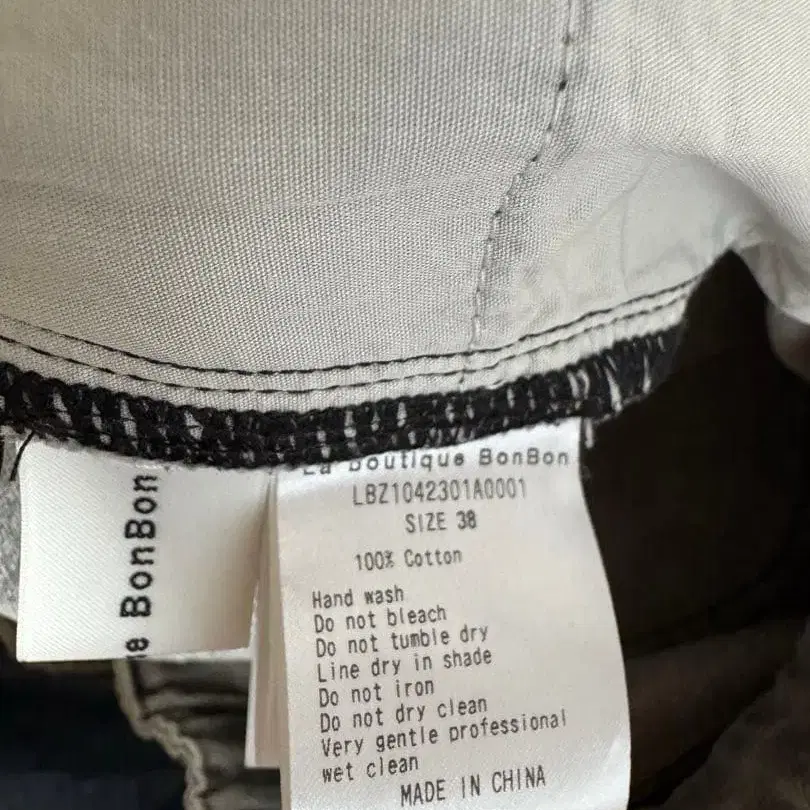 e BonBon
La Boutique BonBon
LBZ1042301A0001
SIZE 38
100% Cotton
Hand wash
Do not bleach
Do not tumble dry
Line dry in shade
Do not iron
Do not dry clean
Very gentle professional
wet clean
MADE IN CHINA